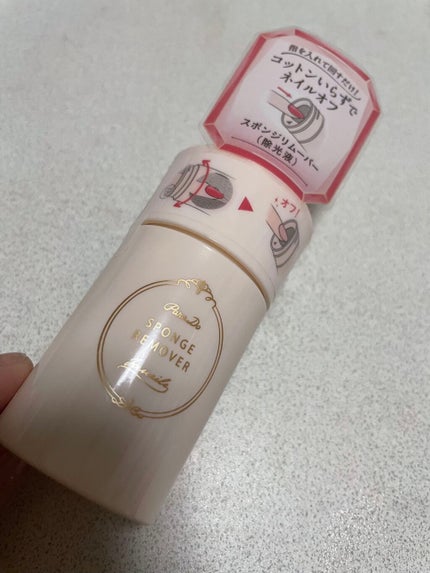 指を入れて回すだけ！
コットンいらずで
ネイルオフ
スポンジリムーバー
（除光液）
オフ！
SPONGE
REMOVER